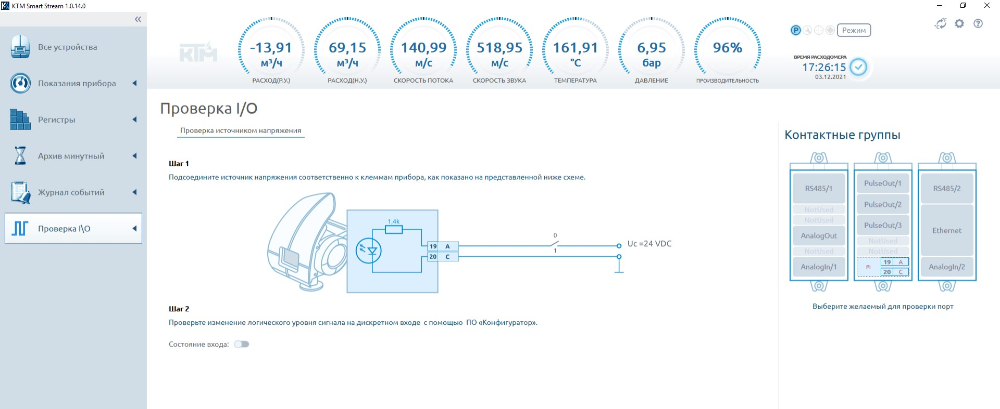 KTM Smart Stream 1.0.14.0
Все устройства
Показания прибора
Регистры
Архив минутный
Журнал событий
Проверка I\O
КТМ
-13,91
м³/ч
РАСХОД(Р.У.)
69,15
м³/ч
РАСХОД(Н.У.)
140,99
м/с
СКОРОСТЬ ПОТОКА
518,95
м/с
СКОРОСТЬ ЗВУКА
161,91
°C
ТЕМПЕРАТУРА
6,95
бар
ДАВЛЕНИЕ
96%
ПРОИЗВОДИТЕЛЬНОСТЬ
P
Режим
°C °F
?
ВРЕМЯ РАСХОДОМЕРА
17:26:15
03.12.2021
Проверка I/O
Проверка источником напряжения
Шаг 1
Подсоедините источник напряжения соответственно к клеммам прибора, как показано на представленной ниже схеме.
1,4k
19 A
20 C
0
1
Uc =24 VDC
Шаг 2
Проверьте изменение логического уровня сигнала на дискретном входе с помощью ПО «Конфигуратор».
Состояние входа:
Контактные группы
RS485/1
NotUsed
NotUsed
AnalogOut
NotUsed
AnalogIn/1
PulseOut/1
PulseOut/2
PulseOut/3
NotUsed
NotUsed
PI
19 A
20 C
RS485/2
Ethernet
AnalogIn/2
Выберите желаемый для проверки порт